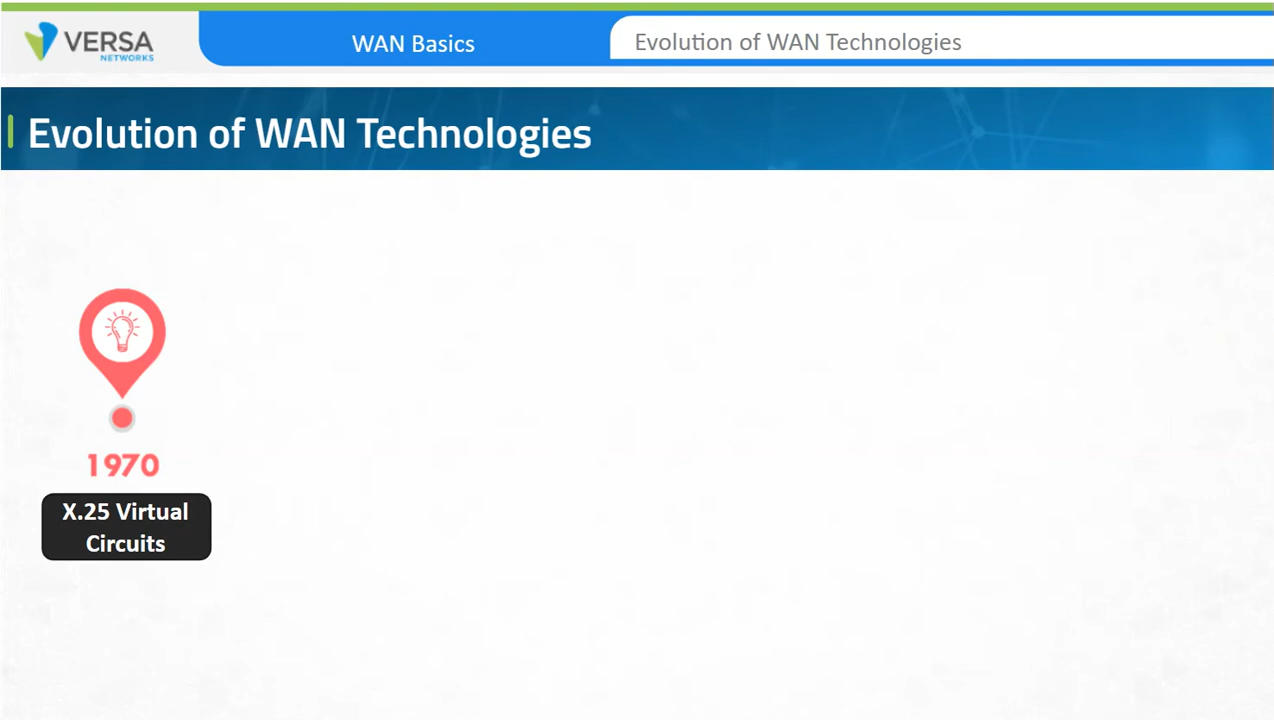 VERSA
NETWORKS
WAN Basics
Evolution of WAN Technologies
Evolution of WAN Technologies
1970
X.25 Virtual
Circuits